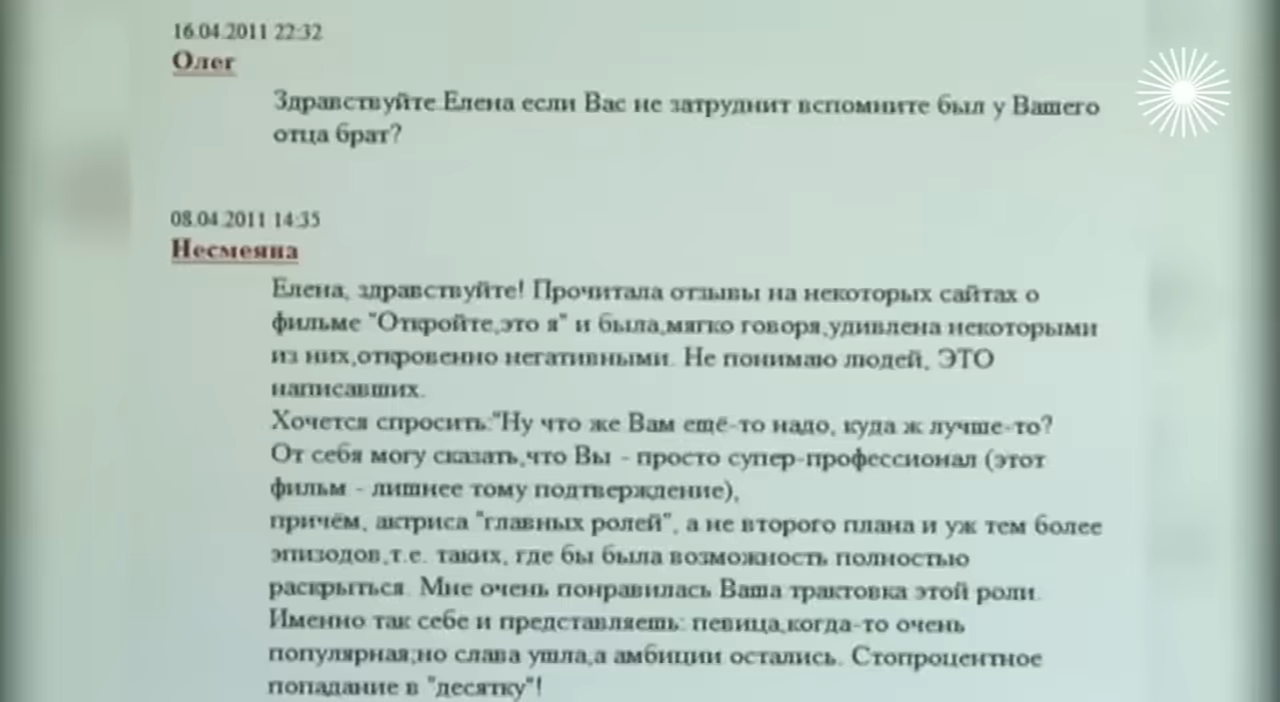 16.04.2011 22:32
Олег
Здравствуйте.Елена если Вас не затруднит вспомните был у Вашего
отца брат?
08.04.2011 14:35
Несмеяна
Елена, здравствуйте! Прочитала отзывы на некоторых сайтах о
фильме "Откройте,это я" и была,мягко говоря,удивлена некоторыми
из них,откровенно негативными. Не понимаю людей, ЭТО
написавших.
Хочется спросить:"Ну что же Вам ещё-то надо, куда ж лучше-то?
От себя могу сказать,что Вы - просто супер-профессионал (этот
фильм - лишнее тому подтверждение),
причём, актриса "главных ролей", а не второго плана и уж тем более
эпизодов,т.е. таких, где бы была возможность полностью
раскрыться. Мне очень понравилась Ваша трактовка этой роли.
Именно так себе и представляешь: певица,когда-то очень
популярная,но слава ушла,а амбиции остались. Стопроцентное
попадание в "десятку"!